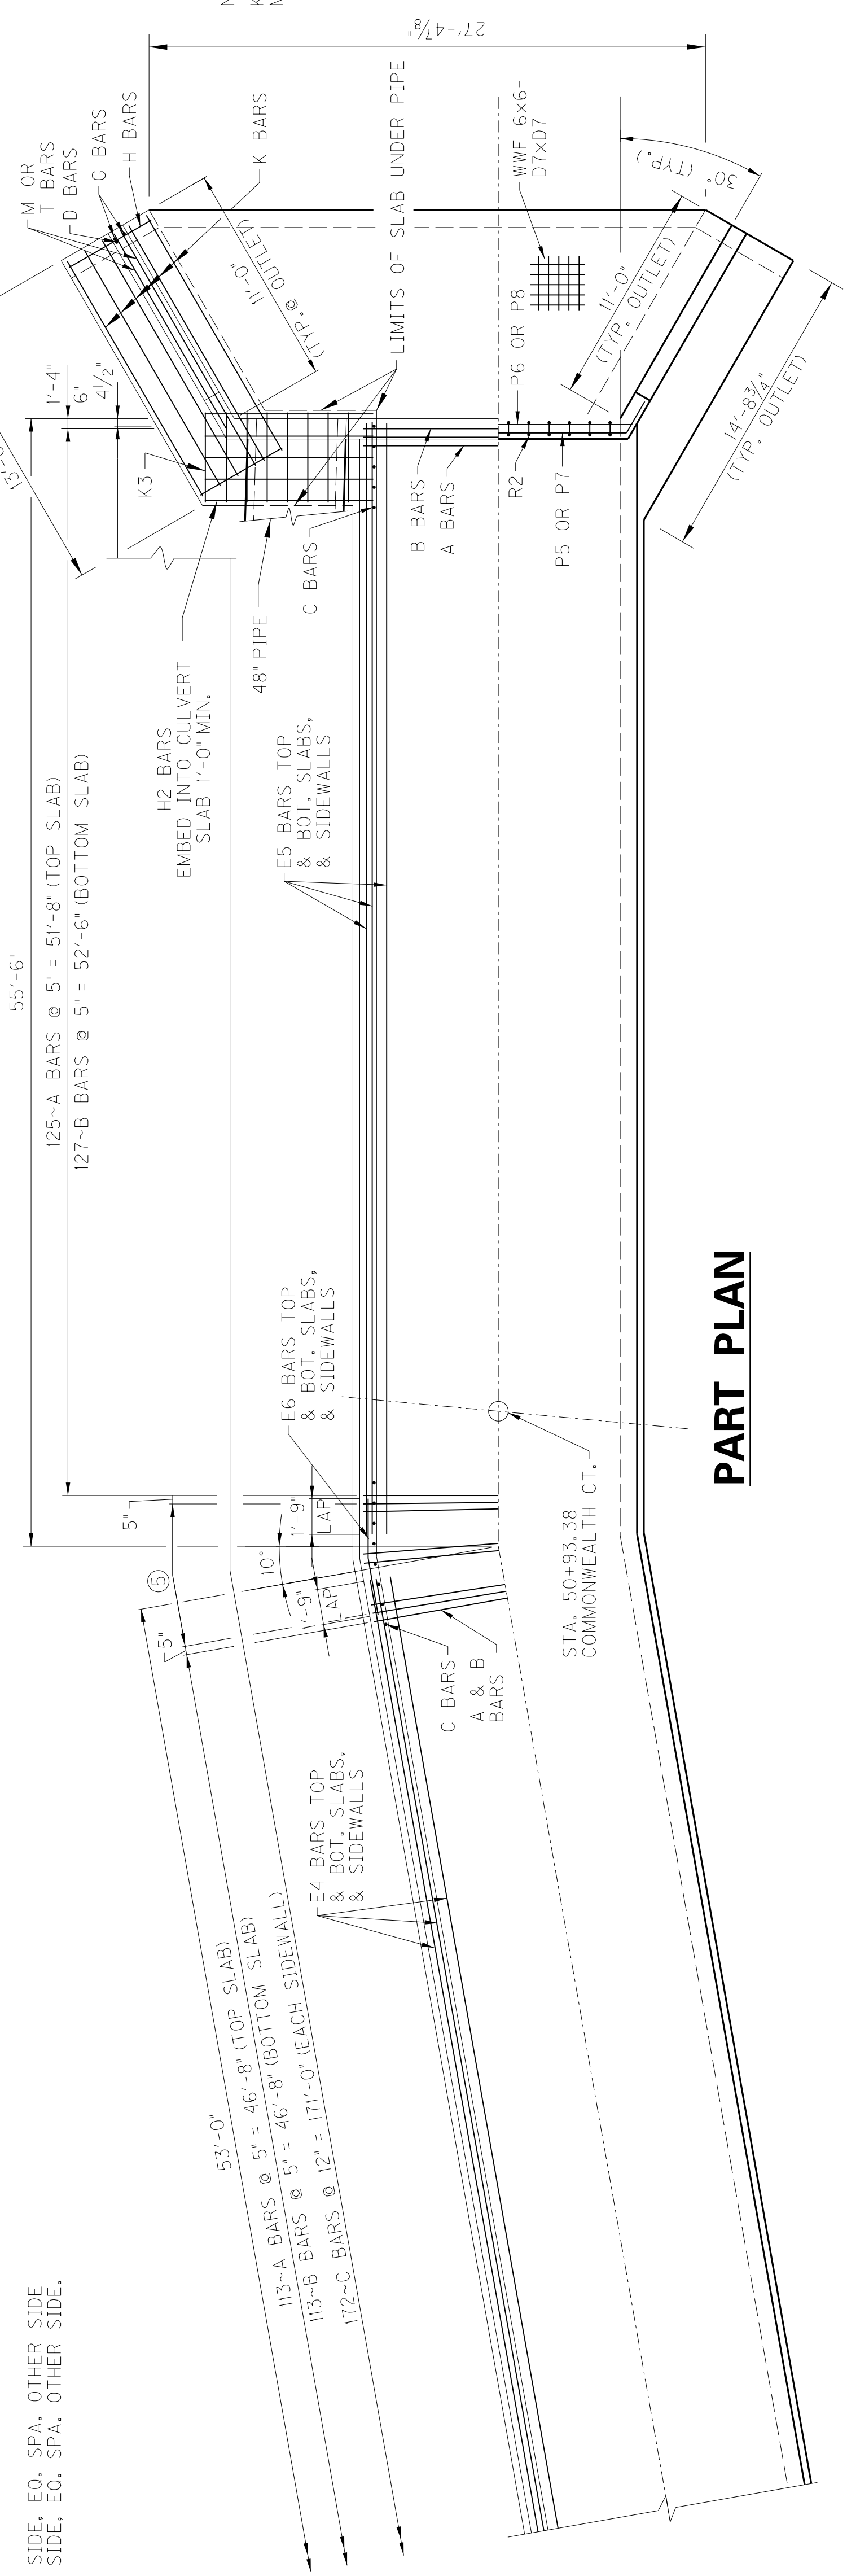 SIDE, EQ. SPA. OTHER SIDE
SIDE, EQ. SPA. OTHER SIDE.
55'-6"
125~A BARS @ 5" = 51'-8" (TOP SLAB)
127~B BARS @ 5" = 52'-6" (BOTTOM SLAB)
53'-0"
113~A BARS @ 5" = 46'-8" (TOP SLAB)
113~B BARS @ 5" = 46'-8" (BOTTOM SLAB)
172~C BARS @ 12" = 171'-0" (EACH SIDEWALL)
5"
5
5"
10°
1'-9"
LAP
1'-9"
LAP
E6 BARS TOP
& BOT. SLABS,
& SIDEWALLS
E4 BARS TOP
& BOT. SLABS,
& SIDEWALLS
C BARS
A & B
BARS
STA. 50+93.38
COMMONWEALTH CT.
H2 BARS
EMBED INTO CULVERT
SLAB 1'-0" MIN.
E5 BARS TOP
& BOT. SLABS,
& SIDEWALLS
48" PIPE
C BARS
K3
1'-4"
6"
4 1/2"
M OR
T BARS
D BARS
G BARS
H BARS
K BARS
11'-0"
(TYP.@ OUTLET)
LIMITS OF SLAB UNDER PIPE
27'-4 7/8"
B BARS
A BARS
P6 OR P8
R2
P5 OR P7
WWF 6x6-
D7xD7
11'-0"
(TYP. OUTLET)
30° (TYP.)
14'-8 3/4"
(TYP. OUTLET)
PART PLAN